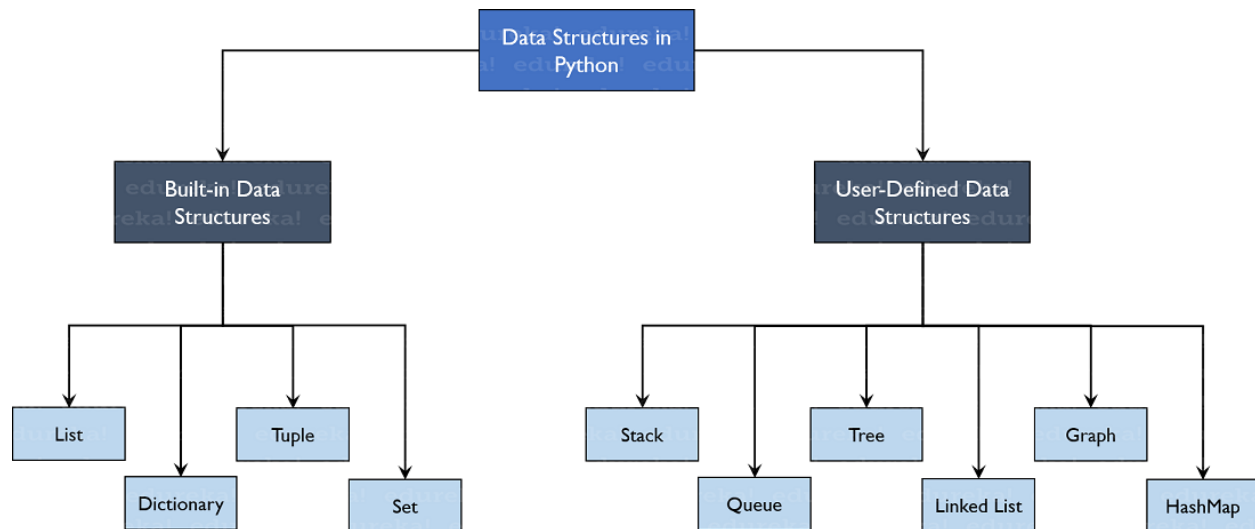 Data Structures in
Python
Built-in Data
Structures
User-Defined Data
Structures
List
Tuple
Stack
Tree
Graph
Dictionary
Set
Queue
Linked List
HashMap